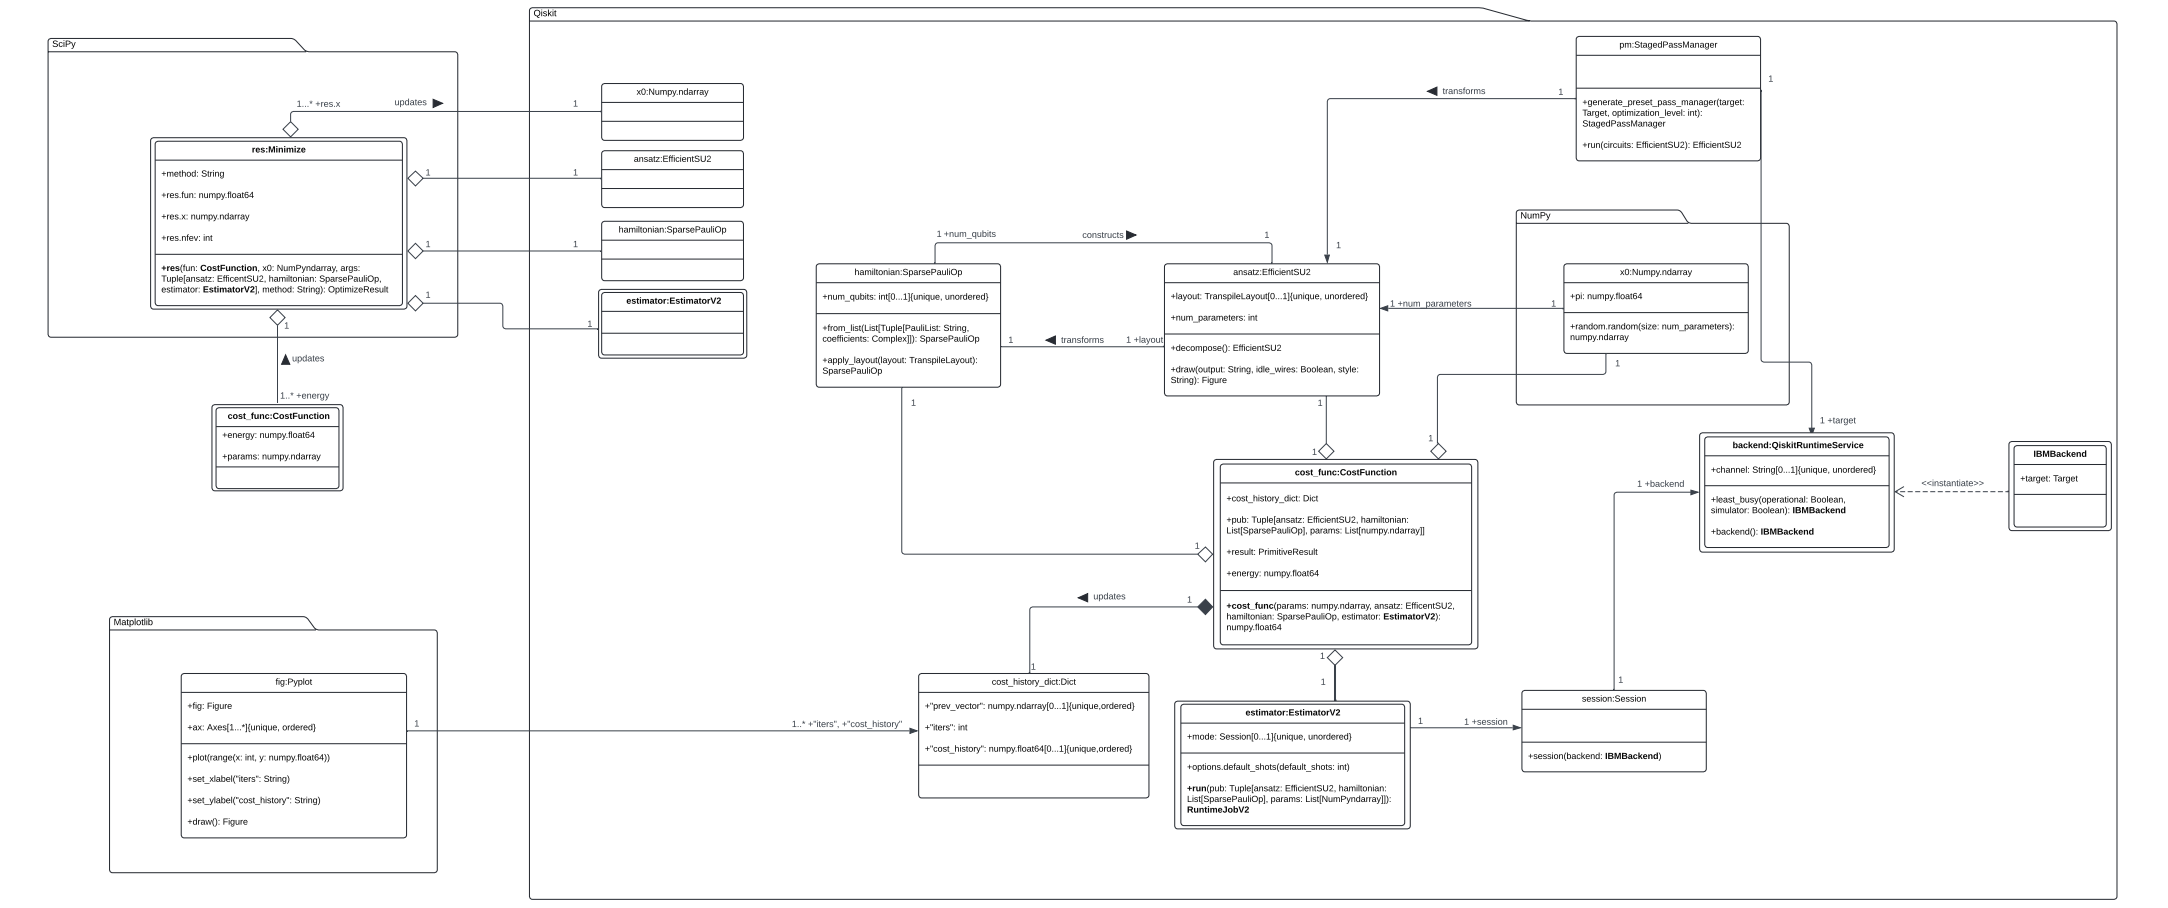 Qiskit
SciPy
1...* +res.x
updates
1
res:Minimize
+method: String
+res.fun: numpy.float64
+res.x: numpy.ndarray
+res.nfev: int
+res(fun: CostFunction, x0: NumPyndarray, args:
Tuple[ansatz: EfficentSU2, hamiltonian: SparsePauliOp,
estimator: EstimatorV2], method: String): OptimizeResult
1
1
1
1
1
1
1
updates
1..* +energy
cost_func:CostFunction
+energy: numpy.float64
+params: numpy.ndarray
x0:Numpy.ndarray
ansatz:EfficientSU2
hamiltonian:SparsePauliOp
estimator:EstimatorV2
pm:StagedPassManager
+generate_preset_pass_manager(target:
Target, optimization_level: int):
StagedPassManager
+run(circuits: EfficientSU2): EfficientSU2
1
transforms
1
1
1 +num_qubits
constructs
1
hamiltonian:SparsePauliOp
+num_qubits: int[0...1]{unique, unordered}
+from_list(List[Tuple[PauliList: String,
coefficients: Complex]]): SparsePauliOp
+apply_layout(layout: TranspileLayout):
SparsePauliOp
1
transforms
1 +layout
ansatz:EfficientSU2
+layout: TranspileLayout[0...1]{unique, unordered}
+num_parameters: int
+decompose(): EfficientSU2
+draw(output: String, idle_wires: Boolean, style:
String): Figure
1 +num_parameters
1
NumPy
x0:Numpy.ndarray
+pi: numpy.float64
+random.random(size: num_parameters):
numpy.ndarray
1
1
1
1
1
1
1 +target
cost_func:CostFunction
+cost_history_dict: Dict
+pub: Tuple[ansatz: EfficientSU2, hamiltonian:
List[SparsePauliOp], params: List[numpy.ndarray]]
+result: PrimitiveResult
+energy: numpy.float64
+cost_func(params: numpy.ndarray, ansatz: EfficentSU2,
hamiltonian: SparsePauliOp, estimator: EstimatorV2):
numpy.float64
backend:QiskitRuntimeService
+channel: String[0...1]{unique, unordered}
+least_busy(operational: Boolean,
simulator: Boolean): IBMBackend
+backend(): IBMBackend
<<instantiate>>
IBMBackend
+target: Target
1 +backend
1
updates
1
1
1
1
Matplotlib
fig:Pyplot
+fig: Figure
+ax: Axes[1...*]{unique, ordered}
+plot(range(x: int, y: numpy.float64))
+set_xlabel("iters": String)
+set_ylabel("cost_history": String)
+draw(): Figure
1
1..* +"iters", +"cost_history"
cost_history_dict:Dict
+"prev_vector": numpy.ndarray[0...1]{unique,ordered}
+"iters": int
+"cost_history": numpy.float64[0...1]{unique,ordered}
estimator:EstimatorV2
+mode: Session[0...1]{unique, unordered}
+options.default_shots(default_shots: int)
+run(pub: Tuple[ansatz: EfficientSU2, hamiltonian:
List[SparsePauliOp], params: List[NumPyndarray]]):
RuntimeJobV2
1
1 +session
1
session:Session
+session(backend: IBMBackend)